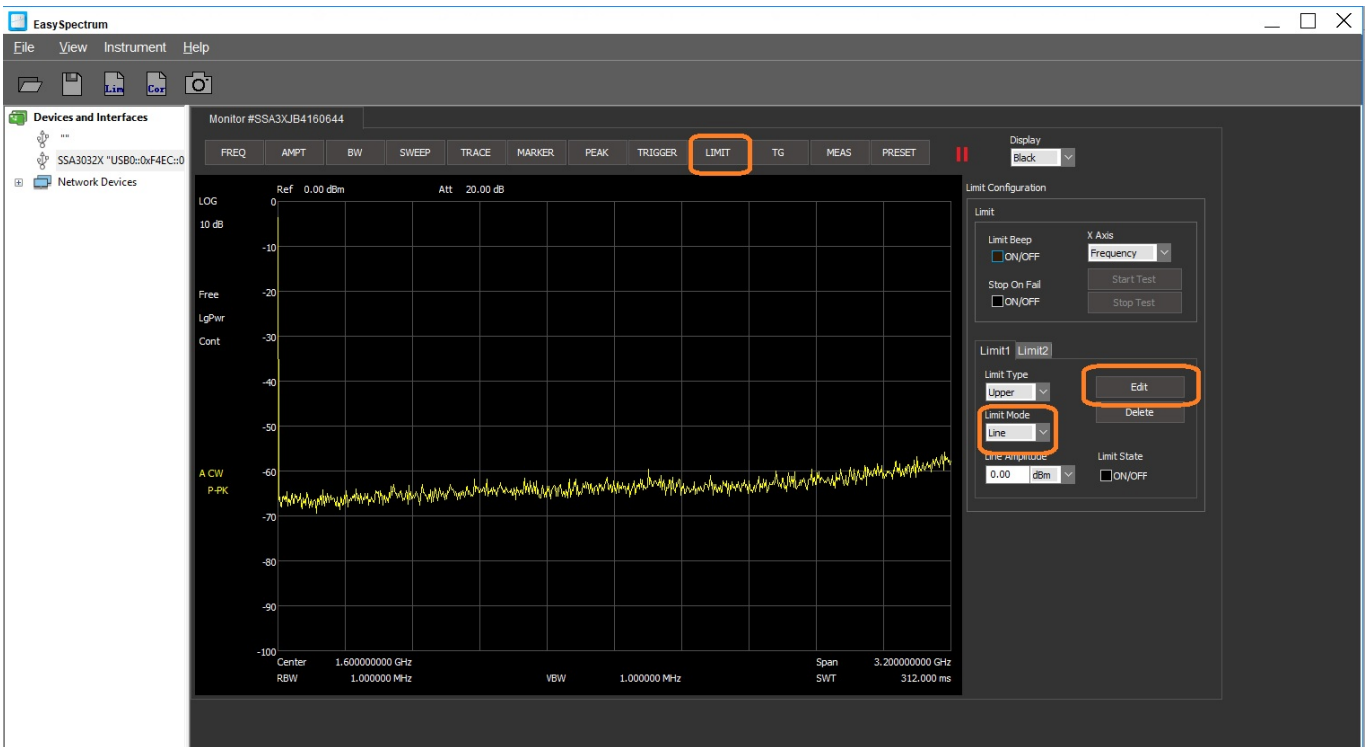 EasySpectrum
File View Instrument Help
Lim Cor
Devices and Interfaces
""
SSA3032X "USB0::0xF4EC::0
Network Devices
Monitor #SSA3XJB4160644
FREQ AMPT BW SWEEP TRACE MARKER PEAK TRIGGER LIMIT TG MEAS PRESET
Display
Black
Ref 0.00 dBm Att 20.00 dB
LOG
10 dB
Free
LgPwr
Cont
A CW
P-PK
0
-10
-20
-30
-40
-50
-60
-70
-80
-90
-100
Center 1.600000000 GHz Span 3.200000000 GHz
RBW 1.000000 MHz VBW 1.000000 MHz SWT 312.000 ms
Limit Configuration
Limit
Limit Beep
ON/OFF
X Axis
Frequency
Stop On Fail
ON/OFF
Start Test
Stop Test
Limit1 Limit2
Limit Type
Upper
Edit
Limit Mode
Line
Delete
Line Amplitude
0.00 dBm
Limit State
ON/OFF